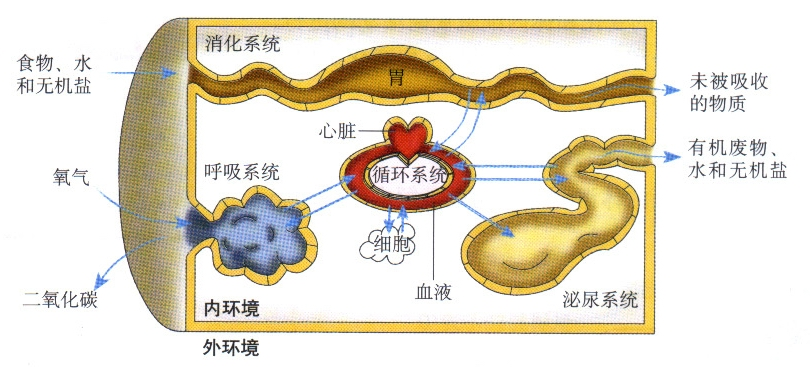 消化系统
食物、水
和无机盐
胃
未被吸收
的物质
心脏
有机废物、
水和无机盐
呼吸系统
循环系统
氧气
细胞
血液
二氧化碳
内环境
泌尿系统
外环境